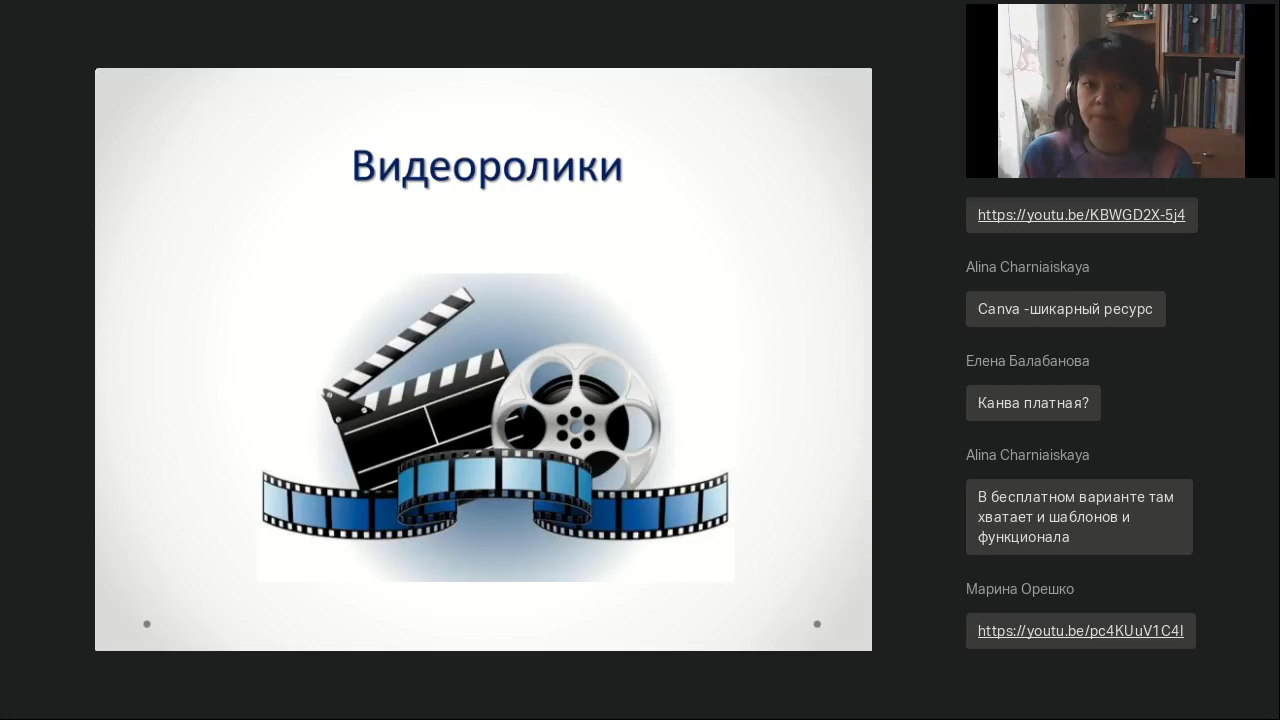 Видеоролики
https://youtu.be/KBWGD2X-5j4
Alina Charniaiskaya
Canva -шикарный ресурс
Елена Балабанова
Канва платная?
Alina Charniaiskaya
В бесплатном варианте там
хватает и шаблонов и
функционала
Марина Орешко
https://youtu.be/pc4KUuV1C4I